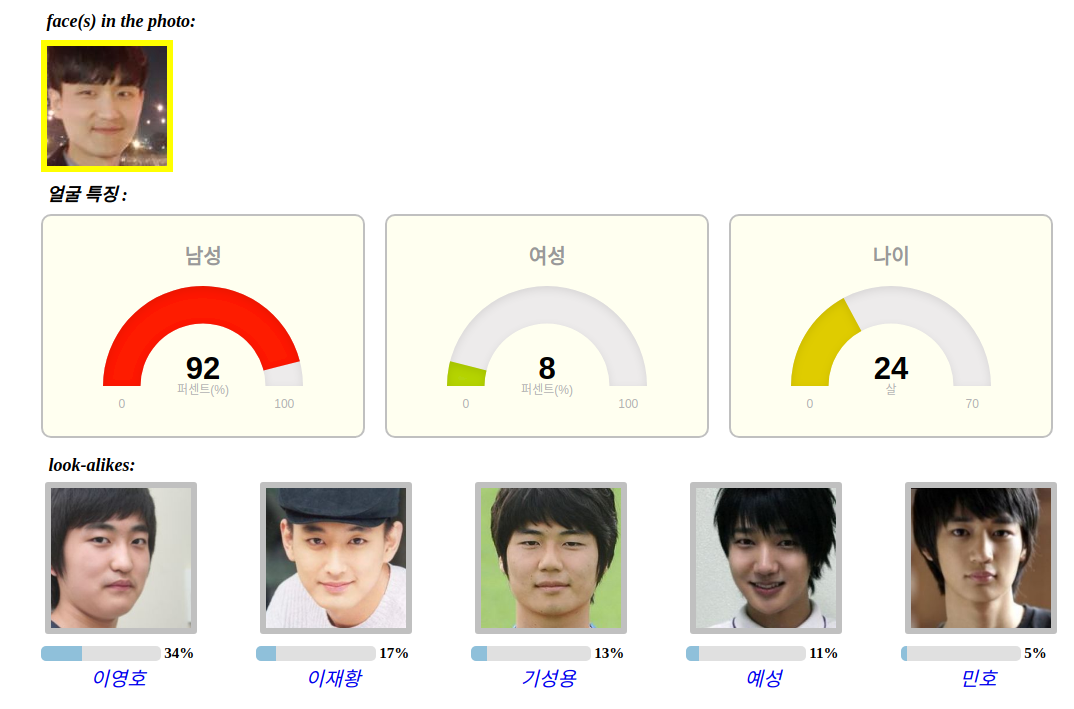 face(s) in the photo:
얼굴 특징 :
남성 여성 나이
92 8 24
퍼센트(%) 퍼센트(%) 살
0 100 0 100 0 70
look-alikes:
34% 17% 13% 11% 5%
이영호 이재황 기성용 예성 민호